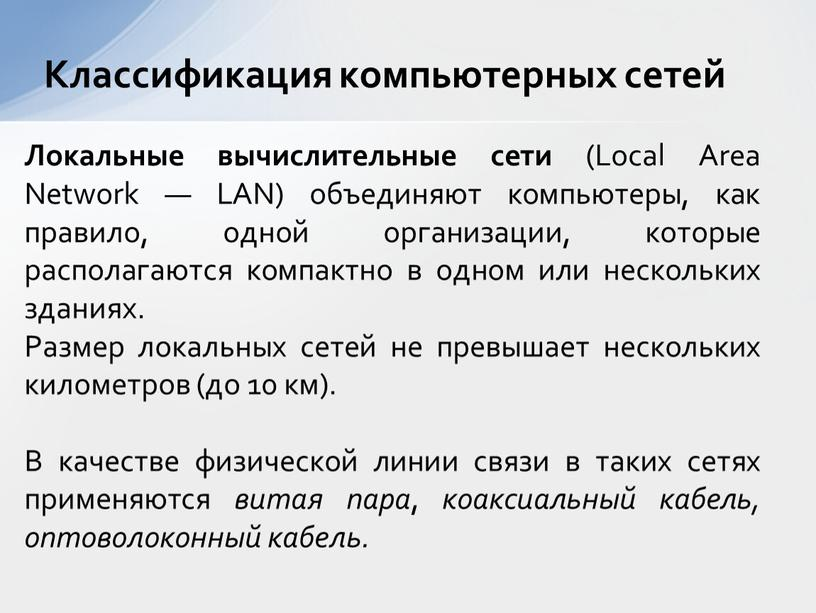 Классификация компьютерных сетей
Локальные вычислительные сети (Local Area
Network — LAN) объединяют компьютеры, как
правило, одной организации, которые
располагаются компактно в одном или нескольких
зданиях.
Размер локальных сетей не превышает нескольких
километров (до 10 км).
В качестве физической линии связи в таких сетях
применяются витая пара, коаксиальный кабель,
оптоволоконный кабель.